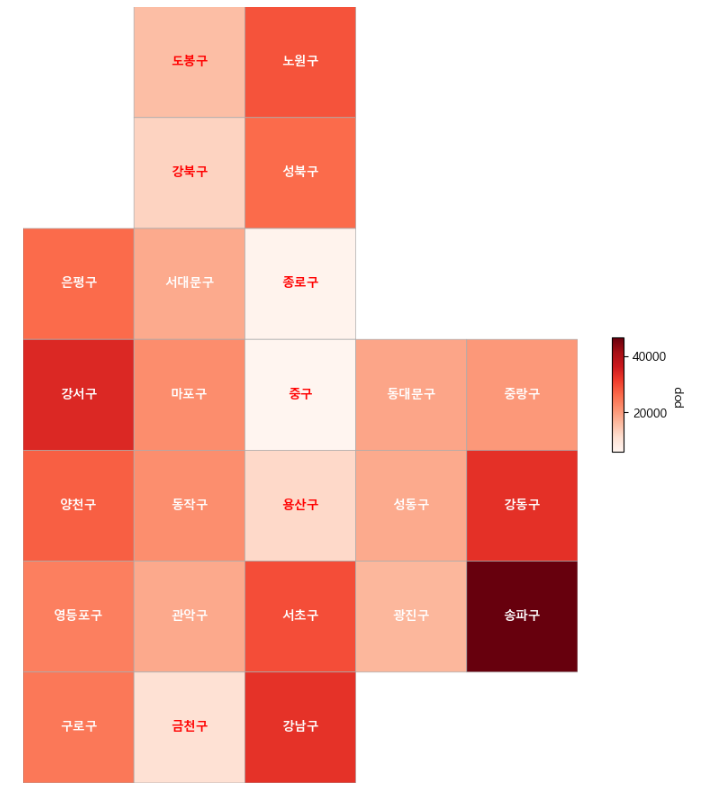 도봉구
노원구
강북구
성북구
은평구
서대문구
종로구
강서구
마포구
중구
동대문구
중랑구
양천구
동작구
용산구
성동구
강동구
영등포구
관악구
서초구
광진구
송파구
구로구
금천구
강남구
40000
20000
pop